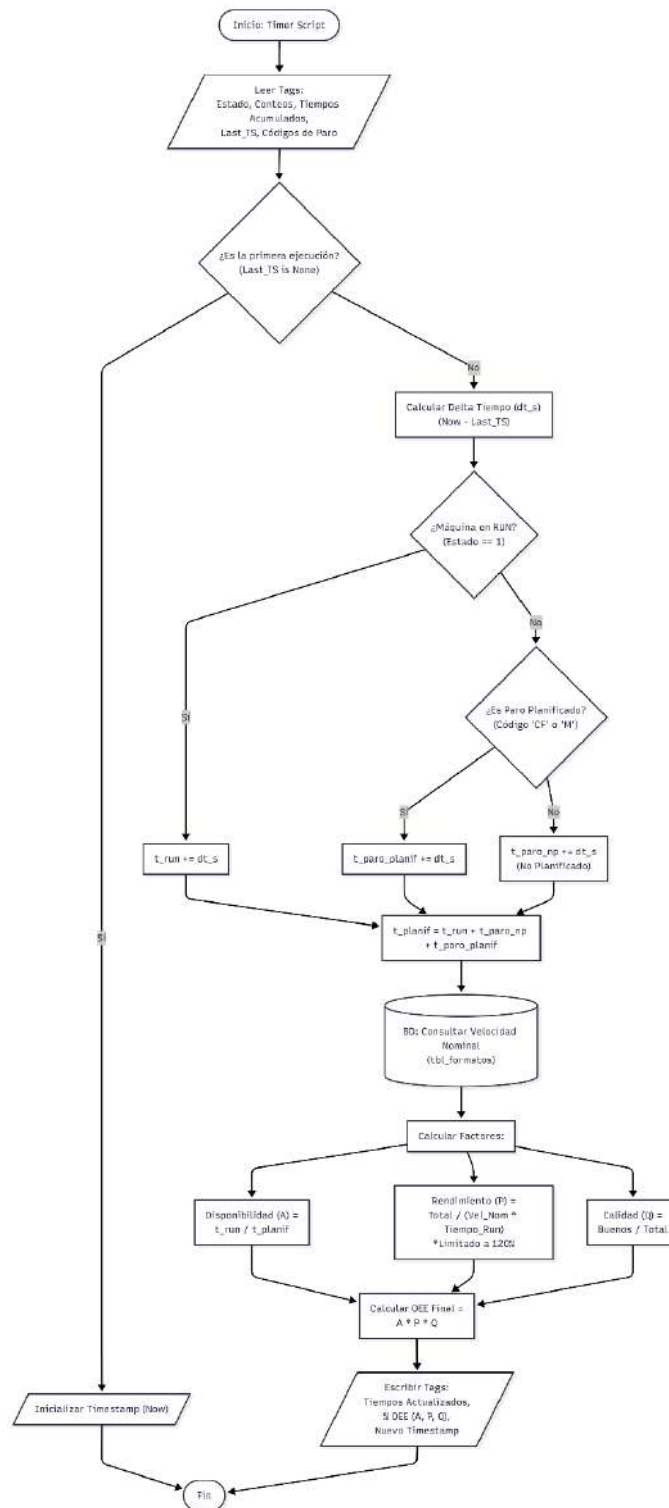 Inicio: Timer Script
Leer Tags:
Estado, Conteos, Tiempos
Acumulados,
Last_TS, Códigos de Paro
¿Es la primera ejecución?
(Last_TS is None)
No
Calcular Delta Tiempo (dt_s)
(Now - Last_TS)
¿Máquina en RUN?
(Estado == 1)
No
¿Es Paro Planificado?
(Código 'CF' o 'M')
Sí
Sí
No
t_run += dt_s
t_paro_planif += dt_s
t_paro_np += dt_s
(No Planificado)
Sí
t_planif = t_run + t_paro_np
+ t_paro_planif
BD: Consultar Velocidad
Nominal
(tbl_formatos)
Calcular Factores:
Disponibilidad (A) =
t_run / t_planif
Rendimiento (P) =
Total / (Vel_Nom *
Tiempo_Run)
*Limitado a 120%
Calidad (Q) =
Buenos / Total
Calcular OEE Final =
A * P * Q
Escribir Tags:
Tiempos Actualizados,
% OEE (A, P, Q),
Nuevo Timestamp
Inicializar Timestamp (Now)
Fin